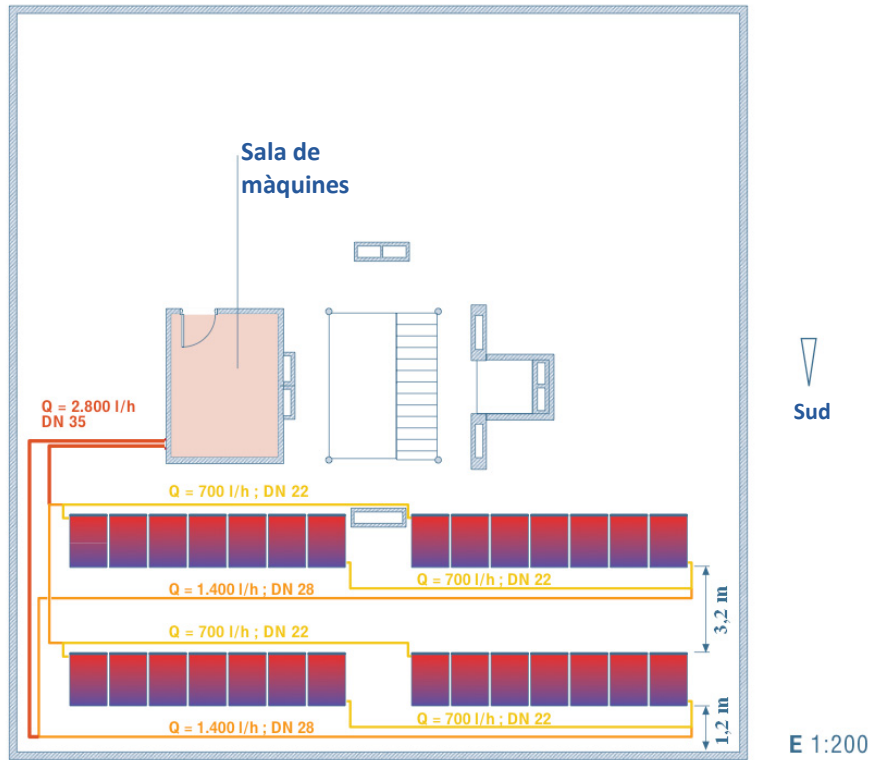 Sala de
màquines
Q = 2.800 l/h
DN 35
Sud
Q = 700 l/h ; DN 22
Q = 700 l/h ; DN 22
Q = 1.400 l/h ; DN 28
3,2 m
Q = 700 l/h ; DN 22
Q = 700 l/h ; DN 22
Q = 1.400 l/h ; DN 28
1,2 m
E 1:200